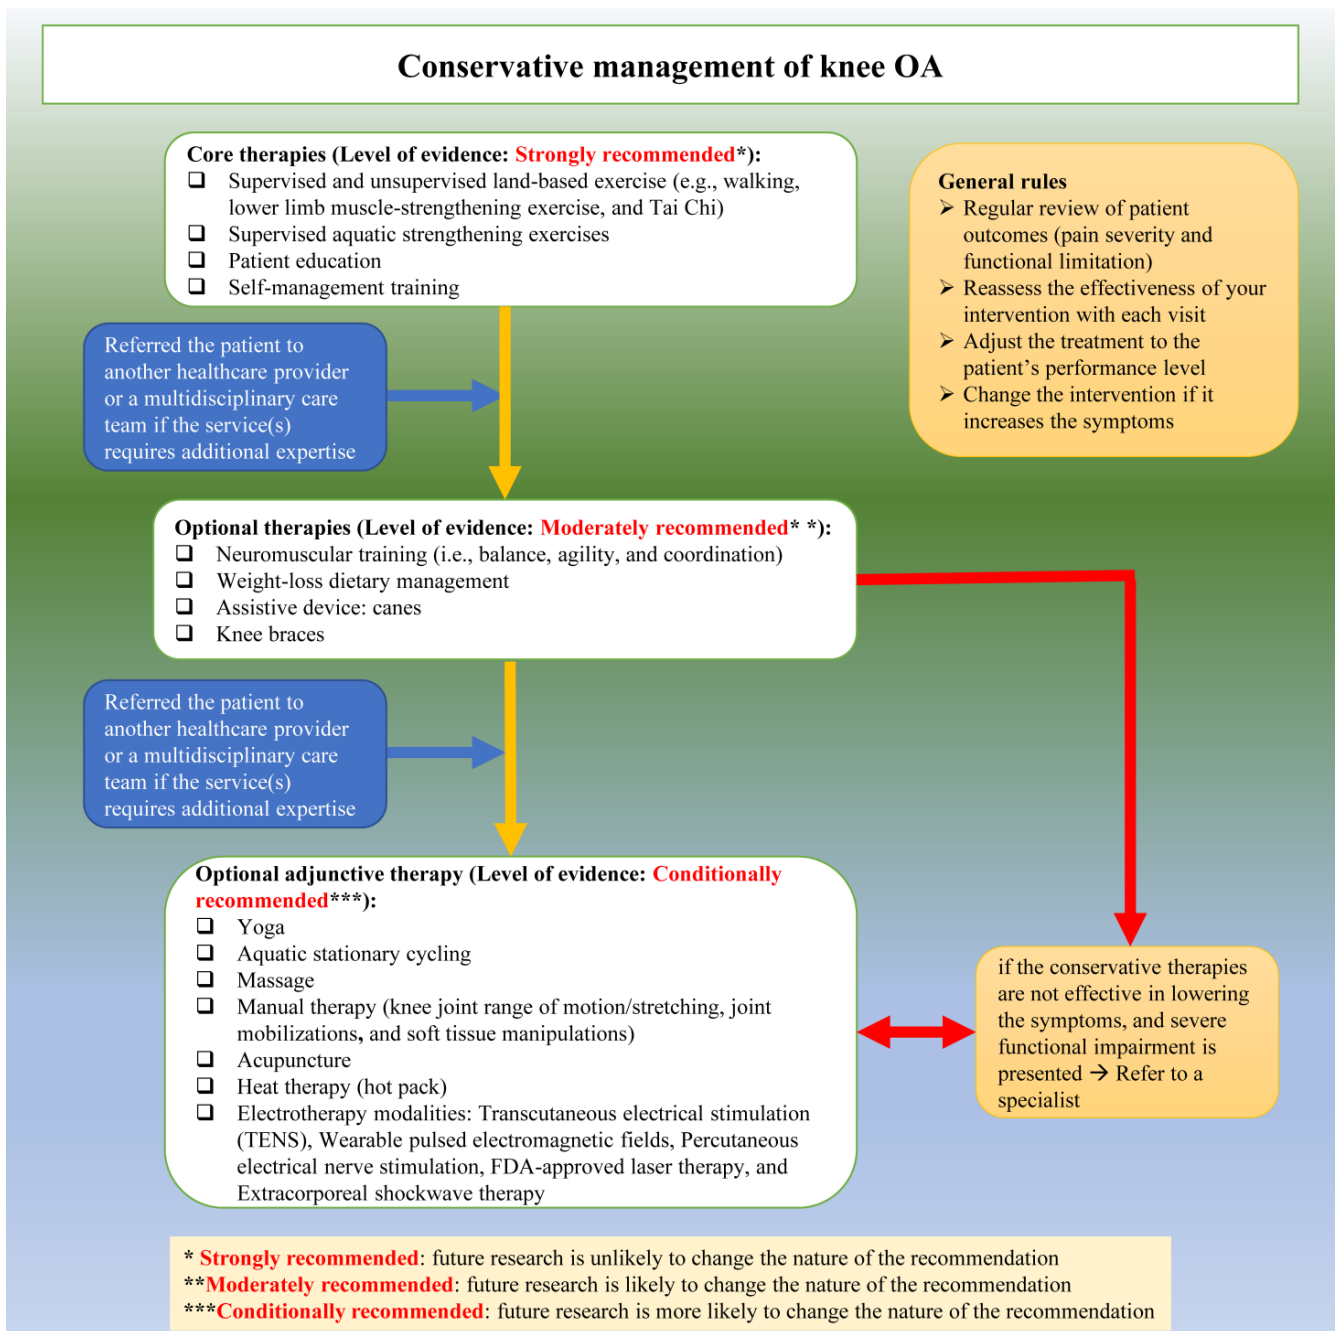 Conservative management of knee OA
Core therapies (Level of evidence: Strongly recommended*):
❑ Supervised and unsupervised land-based exercise (e.g., walking,
lower limb muscle-strengthening exercise, and Tai Chi)
❑ Supervised aquatic strengthening exercises
❑ Patient education
❑ Self-management training
General rules
➢ Regular review of patient
outcomes (pain severity and
functional limitation)
➢ Reassess the effectiveness of your
intervention with each visit
➢ Adjust the treatment to the
patient’s performance level
➢ Change the intervention if it
increases the symptoms
Referred the patient to
another healthcare provider
or a multidisciplinary care
team if the service(s)
requires additional expertise
Optional therapies (Level of evidence: Moderately recommended* *):
❑ Neuromuscular training (i.e., balance, agility, and coordination)
❑ Weight-loss dietary management
❑ Assistive device: canes
❑ Knee braces
Referred the patient to
another healthcare provider
or a multidisciplinary care
team if the service(s)
requires additional expertise
Optional adjunctive therapy (Level of evidence: Conditionally
recommended***):
❑ Yoga
❑ Aquatic stationary cycling
❑ Massage
❑ Manual therapy (knee joint range of motion/stretching, joint
mobilizations, and soft tissue manipulations)
❑ Acupuncture
❑ Heat therapy (hot pack)
❑ Electrotherapy modalities: Transcutaneous electrical stimulation
(TENS), Wearable pulsed electromagnetic fields, Percutaneous
electrical nerve stimulation, FDA-approved laser therapy, and
Extracorporeal shockwave therapy
if the conservative therapies
are not effective in lowering
the symptoms, and severe
functional impairment is
presented → Refer to a
specialist
* Strongly recommended: future research is unlikely to change the nature of the recommendation
**Moderately recommended: future research is likely to change the nature of the recommendation
***Conditionally recommended: future research is more likely to change the nature of the recommendation